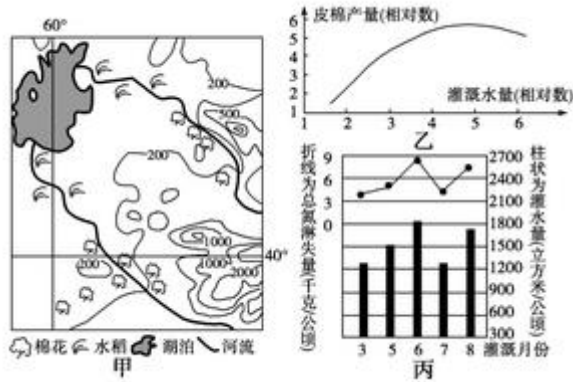 60°
200
500
200
1000
200
1000
2000
40°
棉花 水稻 湖泊 河流
甲
皮棉产量(相对数)
6
5
4
3
2
1
1 2 3 4 5 6
灌溉水量(相对数)
乙
折线为总氮淋失量(千克/公顷)
9
6
3
0
柱状为灌水量(立方米/公顷)
2700
2400
2100
1800
1500
1200
900
600
300
3 5 6 7 8 灌溉月份
丙